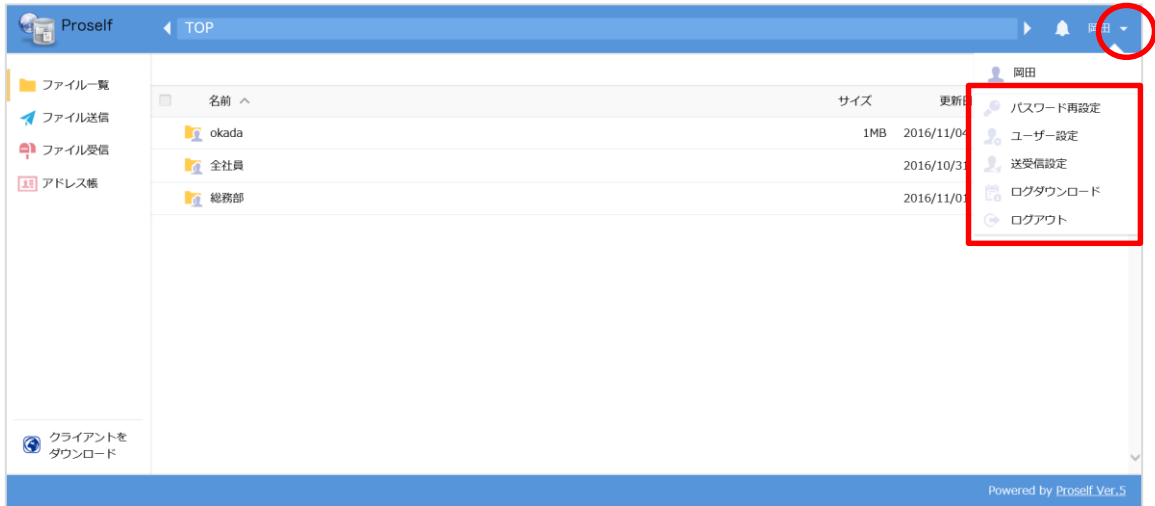 Proself
TOP
岡田
ファイル一覧
ファイル送信
ファイル受信
アドレス帳
名前 サイズ 更新日
okada 1MB 2016/11/04
全社員 2016/10/31
総務部 2016/11/01
岡田
パスワード再設定
ユーザー設定
送受信設定
ログダウンロード
ログアウト
クライアントを
ダウンロード
Powered by Proself Ver.5